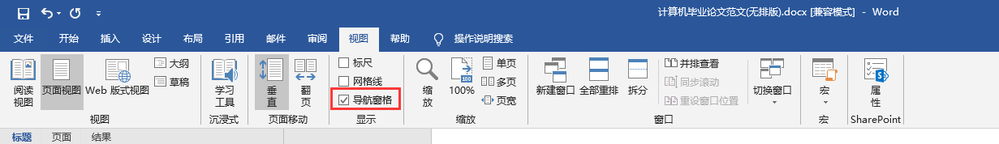 计算机毕业论文范文(无排版).docx [兼容模式] - Word
文件 开始 插入 设计 布局 引用 邮件 审阅 视图 帮助 操作说明搜索
阅读视图 页面视图 Web 版式视图 大纲 草稿
视图
学习工具
沉浸式
垂直 翻页
页面移动
标尺
网格线
导航窗格
显示
缩放 100% 单页 多页 页宽
缩放
新建窗口 全部重排 拆分 并排查看 同步滚动 重设窗口位置 切换窗口
窗口
宏
宏
属性
SharePoint
标题 页面 结果